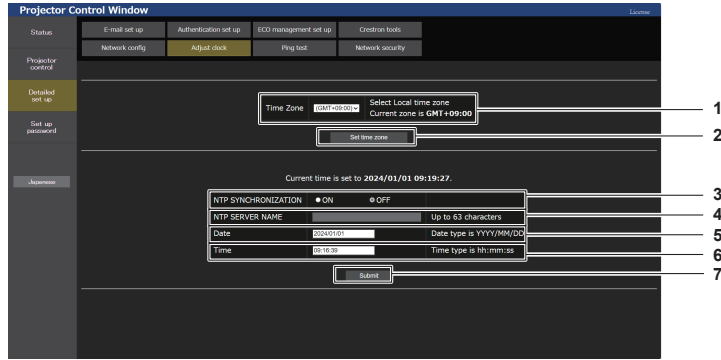 Projector Control Window
License
Status
Projector
control
Detailed
set up
Set up
password
Japanese
E-mail set up
Authentication set up
ECO management set up
Crestron tools
Network config
Adjust clock
Ping test
Network security
Time Zone
(GMT+09:00)
Select Local time zone
Current zone is GMT+09:00
1
Set time zone
2
Current time is set to 2024/01/01 09:19:27.
NTP SYNCHRONIZATION ON OFF
3
NTP SERVER NAME Up to 63 characters
4
Date 2024/01/01 Date type is YYYY/MM/DD
5
Time 09:16:39 Time type is hh:mm:ss
6
Submit
7